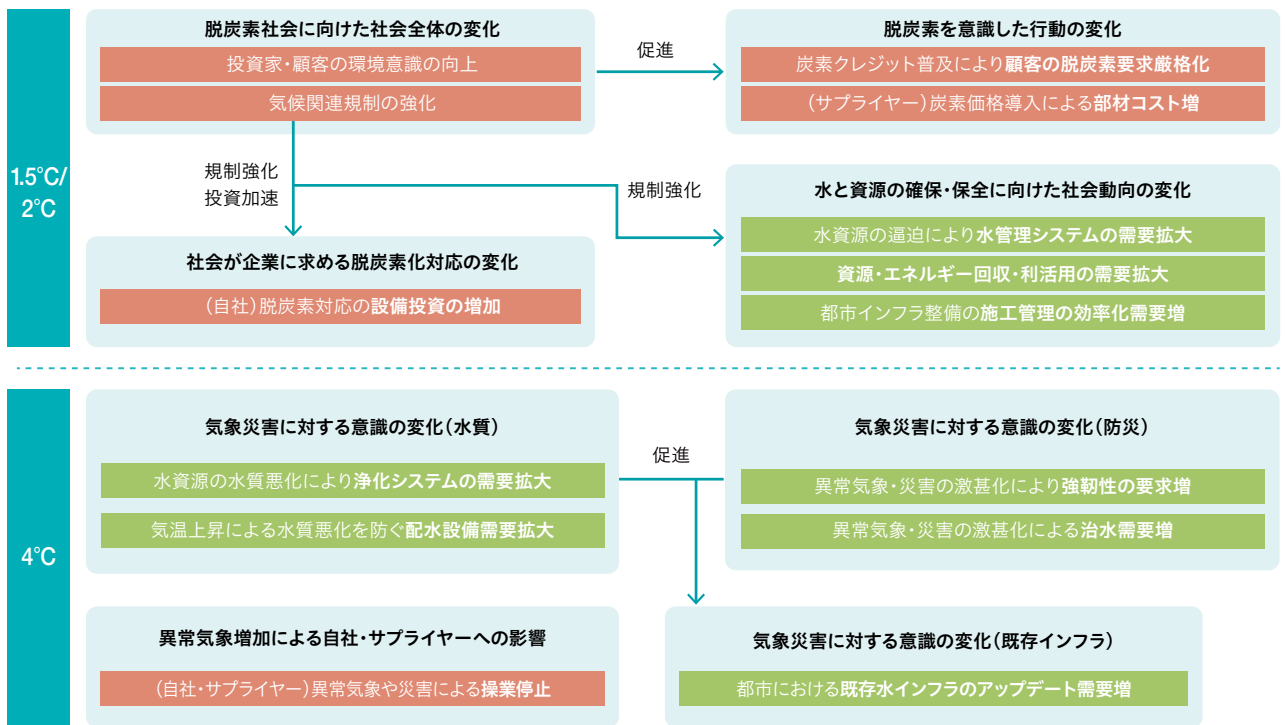 1.5°C/
2°C
脱炭素社会に向けた社会全体の変化
投資家・顧客の環境意識の向上
気候関連規制の強化
促進
脱炭素を意識した行動の変化
炭素クレジット普及により顧客の脱炭素要求厳格化
（サプライヤー）炭素価格導入による部材コスト増
規制強化
投資加速
規制強化
社会が企業に求める脱炭素化対応の変化
（自社）脱炭素対応の設備投資の増加
水と資源の確保・保全に向けた社会動向の変化
水資源の逼迫により水管理システムの需要拡大
資源・エネルギー回収・利活用の需要拡大
都市インフラ整備の施工管理の効率化需要増
4°C
気象災害に対する意識の変化（水質）
水資源の水質悪化により浄化システムの需要拡大
気温上昇による水質悪化を防ぐ配水設備需要拡大
促進
気象災害に対する意識の変化（防災）
異常気象・災害の激甚化により強靭性の要求増
異常気象・災害の激甚化による治水需要増
異常気象増加による自社・サプライヤーへの影響
（自社・サプライヤー）異常気象や災害による操業停止
気象災害に対する意識の変化（既存インフラ）
都市における既存水インフラのアップデート需要増